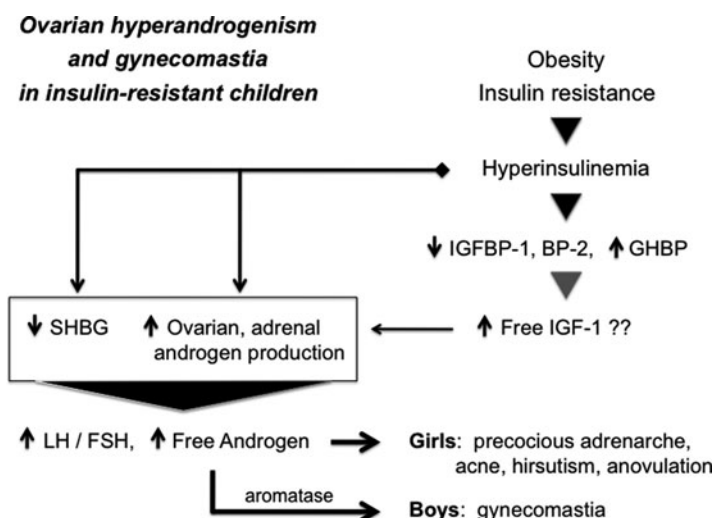 Ovarian hyperandrogenism
and gynecomastia
in insulin-resistant children
Obesity
Insulin resistance
Hyperinsulinemia
IGFBP-1, BP-2, GHBP
SHBG
Ovarian, adrenal
androgen production
Free IGF-1 ??
LH / FSH, Free Androgen
Girls: precocious adrenarche,
acne, hirsutism, anovulation
aromatase
Boys: gynecomastia